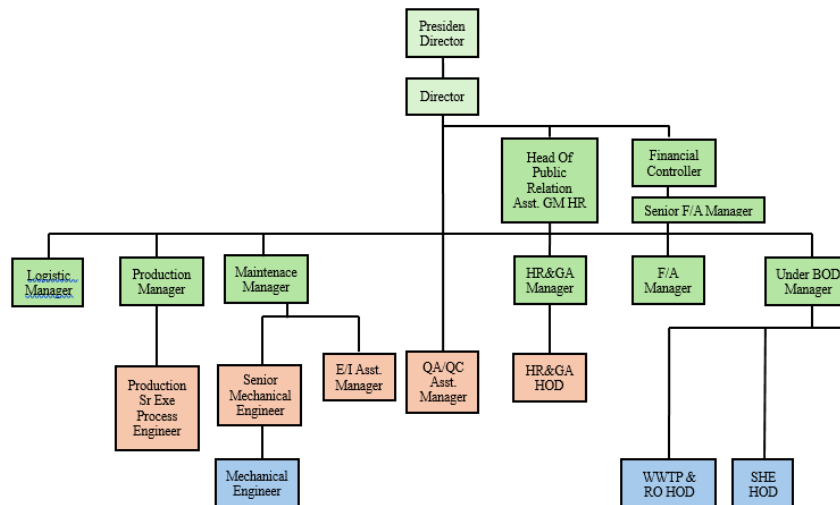 Presiden
Director
Director
Head Of
Public
Relation
Asst. GM HR
Financial
Controller
Senior F/A Manager
Logistic
Manager
Production
Manager
Maintenace
Manager
HR&GA
Manager
F/A
Manager
Under BOD
Manager
Production
Sr Exe
Process
Engineer
Senior
Mechanical
Engineer
E/I Asst.
Manager
QA/QC
Asst.
Manager
HR&GA
HOD
Mechanical
Engineer
WWTP &
RO HOD
SHE
HOD